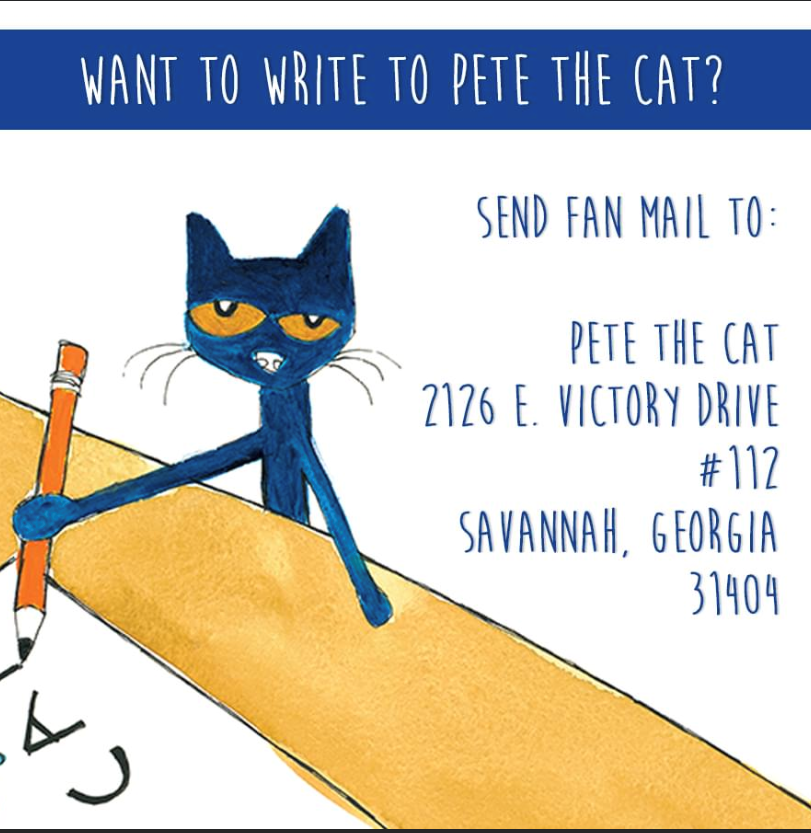 WANT TO WRITE TO PETE THE CAT?
SEND FAN MAIL TO:
PETE THE CAT
2126 E. VICTORY DRIVE
#112
SAVANNAH, GEORGIA
31404
CA